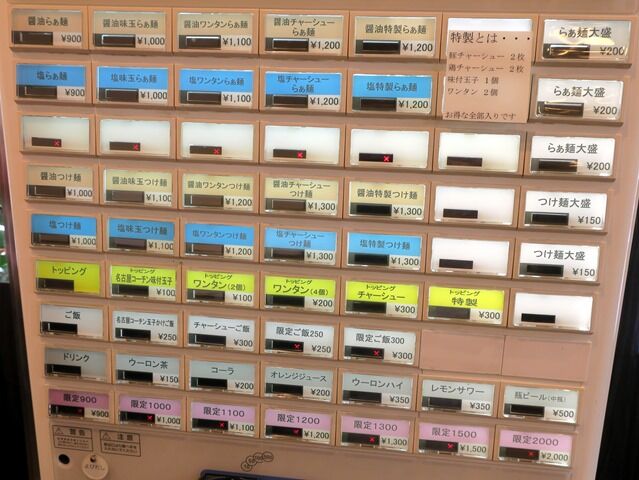 醤油らぁ麺 ¥900
醤油味玉らぁ麺 ¥1,000
醤油ワンタンらぁ麺 ¥1,100
醤油チャーシュー
らぁ麺 ¥1,200
醤油特製らぁ麺 ¥1,200
特製とは・・・・
豚チャーシュー 2枚
鶏チャーシュー 2枚
味付玉子 1個
ワンタン 2個
お得な全部入りです
らぁ麺大盛 ¥200
塩らぁ麺 ¥900
塩味玉らぁ麺 ¥1,000
塩ワンタンらぁ麺 ¥1,100
塩チャーシュー
らぁ麺 ¥1,200
塩特製らぁ麺 ¥1,200
らぁ麺大盛 ¥200
らぁ麺大盛 ¥200
醤油つけ麺 ¥1,000
醤油味玉つけ麺 ¥1,100
醤油ワンタンつけ麺 ¥1,200
醤油チャーシュー
つけ麺 ¥1,300
醤油特製つけ麺 ¥1,300
つけ麺大盛 ¥150
塩つけ麺 ¥1,000
塩味玉つけ麺 ¥1,100
塩ワンタンつけ麺 ¥1,200
塩チャーシュー
つけ麺 ¥1,300
塩特製つけ麺 ¥1,300
つけ麺大盛 ¥150
トッピング
トッピング
名古屋コーチン味付玉子 ¥100
トッピング
ワンタン(2個) ¥100
トッピング
ワンタン(4個) ¥200
トッピング
チャーシュー ¥300
トッピング
特製 ¥300
ご飯
名古屋コーチン玉子かけご飯 ¥250
チャーシューご飯 ¥300
限定ご飯250 ¥250
限定ご飯300 ¥300
ドリンク
ウーロン茶 ¥150
コーラ ¥200
オレンジジュース ¥200
ウーロンハイ ¥350
レモンサワー ¥350
瓶ビール(中瓶) ¥500
限定900 ¥900
限定1000 ¥1,000
限定1100 ¥1,100
限定1200 ¥1,200
限定1300 ¥1,300
限定1500 ¥1,500
限定2000 ¥2,000
警告
注意
よびだし